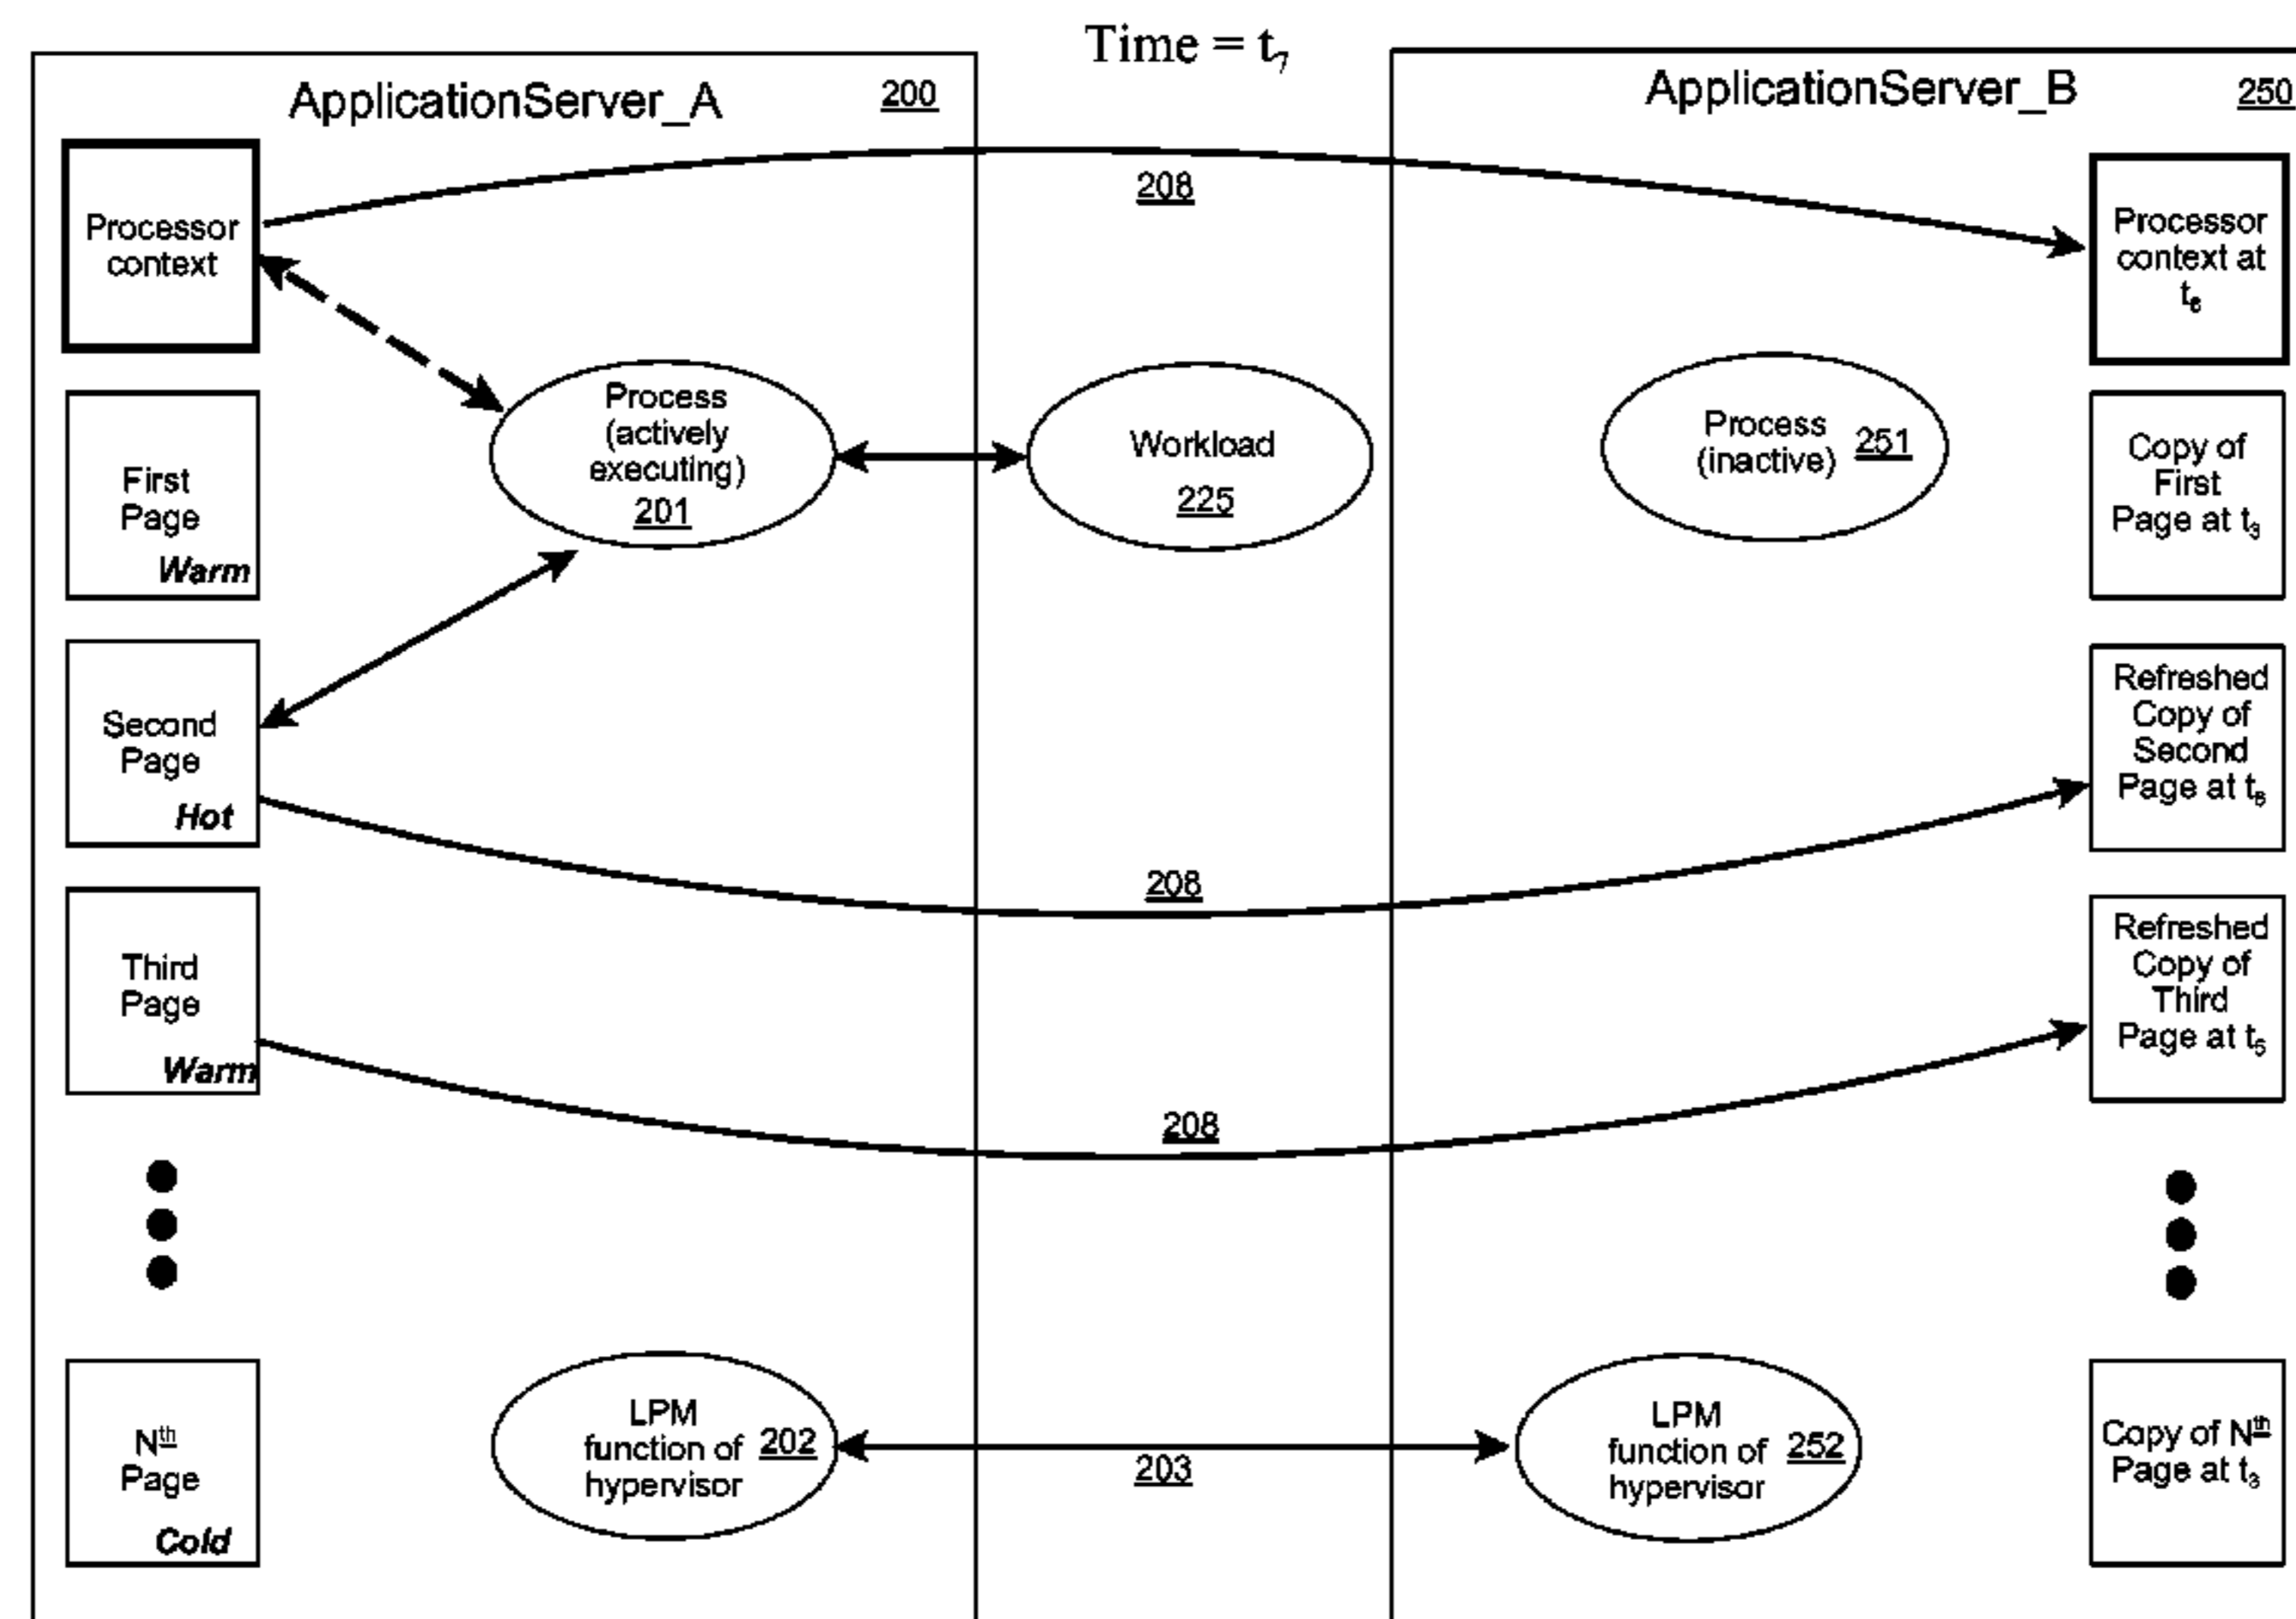 Time = t₇
ApplicationServer_A 200
ApplicationServer_B 250
Processor
context
208
Processor
context at
t₆
First
Page
Warm
Process
(actively
executing)
201
Workload
225
Process
(inactive) 251
Copy of
First
Page at t₃
Second
Page
Hot
208
Refreshed
Copy of
Second
Page at t₆
Third
Page
Warm
208
Refreshed
Copy of
Third
Page at t₅
Nth
Page
Cold
LPM
function of 202
hypervisor
203
LPM
function of 252
hypervisor
Copy of Nth
Page at t₃